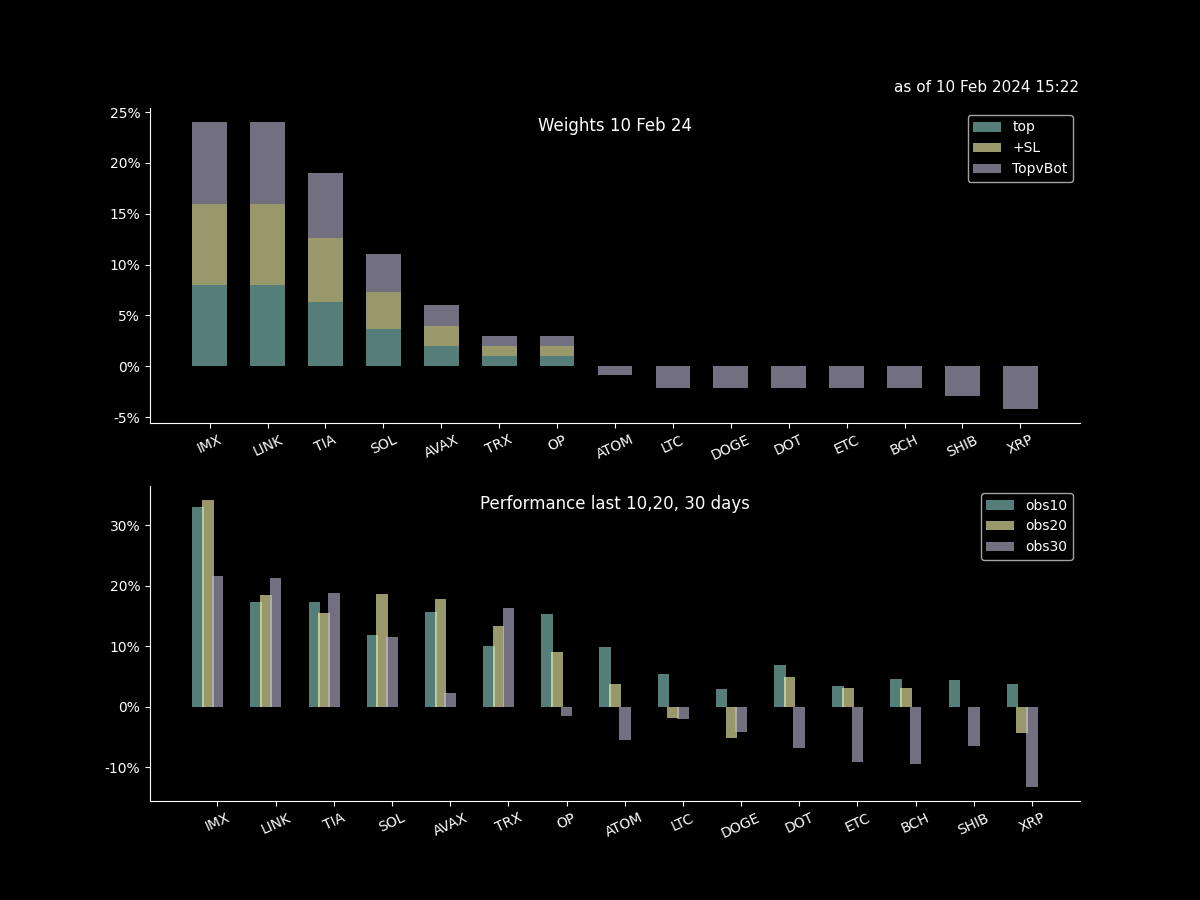 as of 10 Feb 2024 15:22
Weights 10 Feb 24
top
+SL
TopvBot
25%
20%
15%
10%
5%
0%
-5%
IMX LINK TIA SOL AVAX TRX OP ATOM LTC DOGE DOT ETC BCH SHIB XRP
Performance last 10,20, 30 days
obs10
obs20
obs30
30%
20%
10%
0%
-10%
IMX LINK TIA SOL AVAX TRX OP ATOM LTC DOGE DOT ETC BCH SHIB XRP